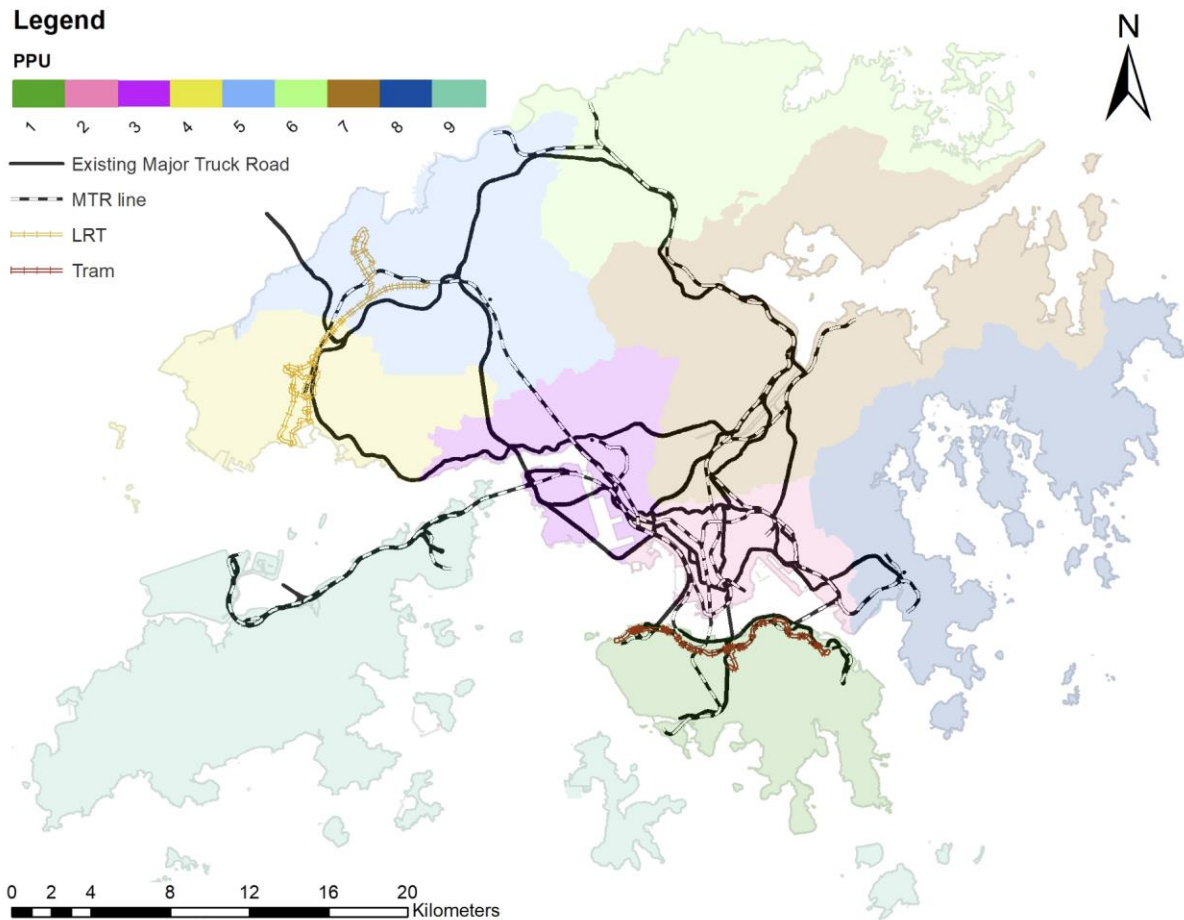 Legend
N
PPU
1 2 3 4 5 6 7 8 9
Existing Major Truck Road
MTR line
LRT
Tram
0 2 4 8 12 16 20
Kilometers